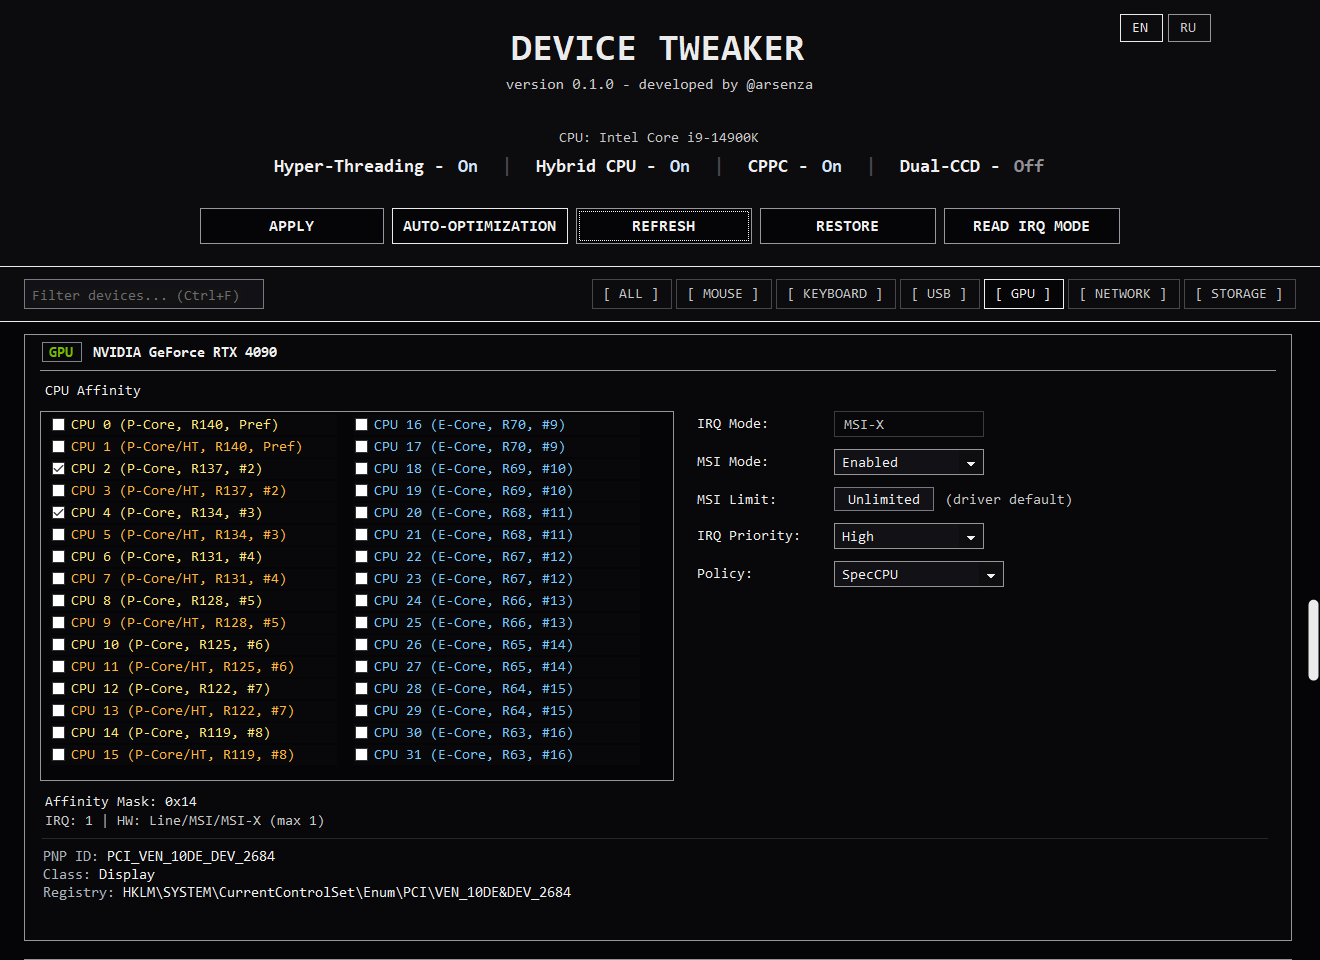 EN RU
DEVICE TWEAKER
version 0.1.0 - developed by @arsenza
CPU: Intel Core i9-14900K
Hyper-Threading - On | Hybrid CPU - On | CPPC - On | Dual-CCD - Off
APPLY AUTO-OPTIMIZATION REFRESH RESTORE READ IRQ MODE
Filter devices... (Ctrl+F) [ ALL ] [ MOUSE ] [ KEYBOARD ] [ USB ] [ GPU ] [ NETWORK ] [ STORAGE ]
GPU NVIDIA GeForce RTX 4090
CPU Affinity
CPU 0 (P-Core, R140, Pref)
CPU 1 (P-Core/HT, R140, Pref)
CPU 2 (P-Core, R137, #2)
CPU 3 (P-Core/HT, R137, #2)
CPU 4 (P-Core, R134, #3)
CPU 5 (P-Core/HT, R134, #3)
CPU 6 (P-Core, R131, #4)
CPU 7 (P-Core/HT, R131, #4)
CPU 8 (P-Core, R128, #5)
CPU 9 (P-Core/HT, R128, #5)
CPU 10 (P-Core, R125, #6)
CPU 11 (P-Core/HT, R125, #6)
CPU 12 (P-Core, R122, #7)
CPU 13 (P-Core/HT, R122, #7)
CPU 14 (P-Core, R119, #8)
CPU 15 (P-Core/HT, R119, #8)
CPU 16 (E-Core, R70, #9)
CPU 17 (E-Core, R70, #9)
CPU 18 (E-Core, R69, #10)
CPU 19 (E-Core, R69, #10)
CPU 20 (E-Core, R68, #11)
CPU 21 (E-Core, R68, #11)
CPU 22 (E-Core, R67, #12)
CPU 23 (E-Core, R67, #12)
CPU 24 (E-Core, R66, #13)
CPU 25 (E-Core, R66, #13)
CPU 26 (E-Core, R65, #14)
CPU 27 (E-Core, R65, #14)
CPU 28 (E-Core, R64, #15)
CPU 29 (E-Core, R64, #15)
CPU 30 (E-Core, R63, #16)
CPU 31 (E-Core, R63, #16)
IRQ Mode: MSI-X
MSI Mode: Enabled
MSI Limit: Unlimited (driver default)
IRQ Priority: High
Policy: SpecCPU
Affinity Mask: 0x14
IRQ: 1 | HW: Line/MSI/MSI-X (max 1)
PNP ID: PCI_VEN_10DE_DEV_2684
Class: Display
Registry: HKLM\SYSTEM\CurrentControlSet\Enum\PCI\VEN_10DE&DEV_2684